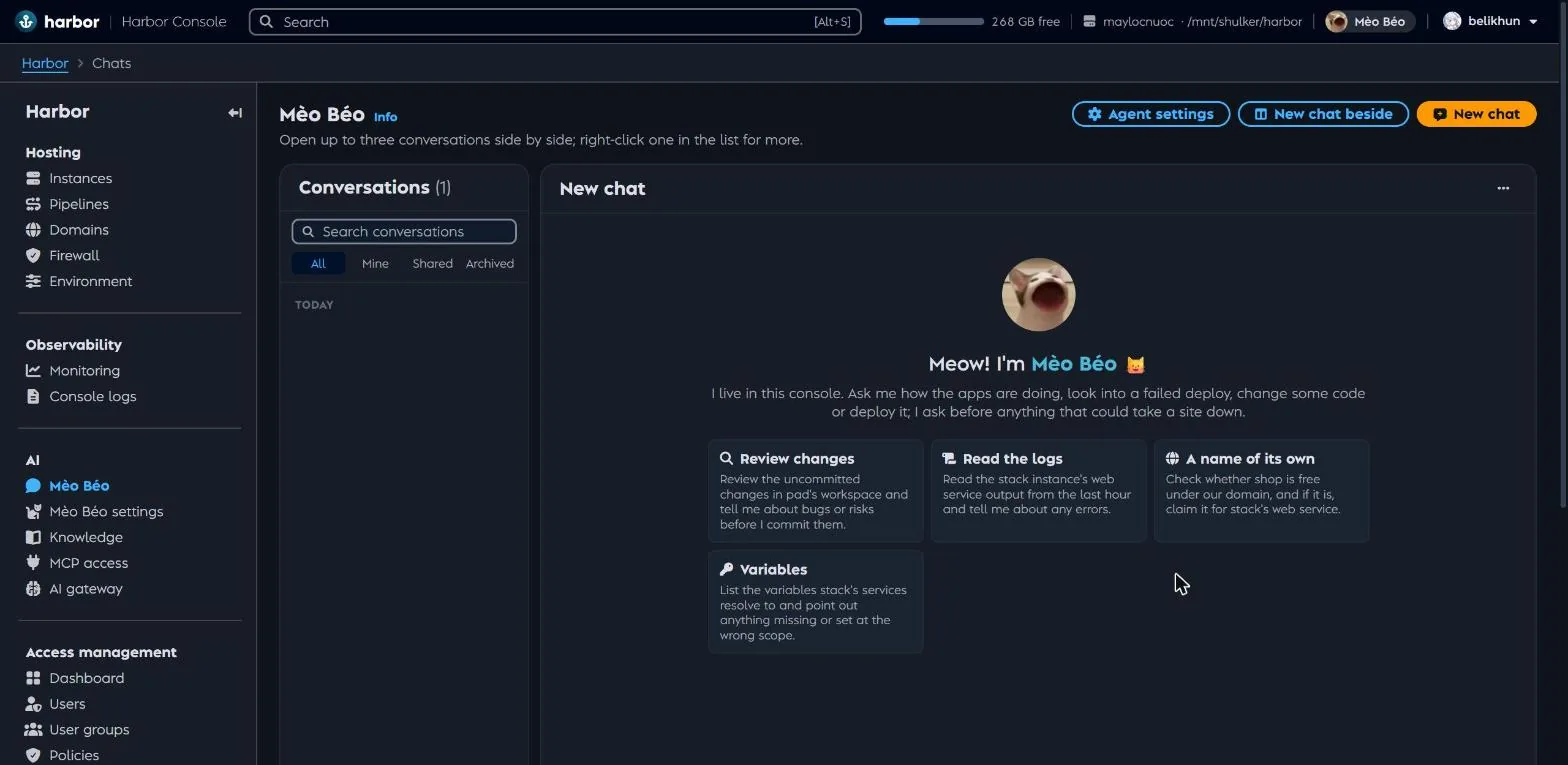 harbor
Harbor Console
Search
[Alt+S]
268 GB free
maylocnuoc · /mnt/shulker/harbor
Mèo Béo
belikhun
Harbor > Chats
Harbor
Hosting
Instances
Pipelines
Domains
Firewall
Environment
Observability
Monitoring
Console logs
AI
Mèo Béo
Mèo Béo settings
Knowledge
MCP access
AI gateway
Access management
Dashboard
Users
User groups
Policies
Mèo Béo Info
Open up to three conversations side by side; right-click one in the list for more.
Agent settings
New chat beside
New chat
Conversations (1)
Search conversations
All
Mine
Shared
Archived
TODAY
New chat
Meow! I'm Mèo Béo 😸
I live in this console. Ask me how the apps are doing, look into a failed deploy, change some code
or deploy it; I ask before anything that could take a site down.
Review changes
Review the uncommitted
changes in pad's workspace and
tell me about bugs or risks
before I commit them.
Read the logs
Read the stack instance's web
service output from the last hour
and tell me about any errors.
A name of its own
Check whether shop is free
under our domain, and if it is,
claim it for stack's web service.
Variables
List the variables stack's services
resolve to and point out
anything missing or set at the
wrong scope.